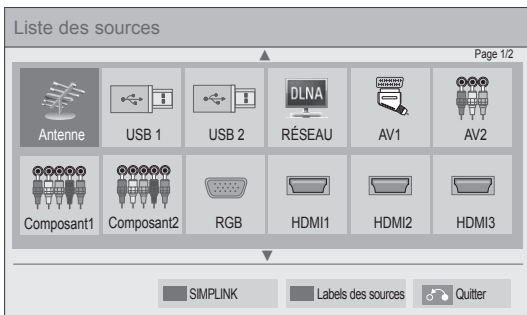 Liste des sources
Page 1/2
DLNA
Antenne USB 1 USB 2 RÉSEAU AV1 AV2
Composant1 Composant2 RGB HDMI1 HDMI2 HDMI3
SIMPLINK Labels des sources Quitter